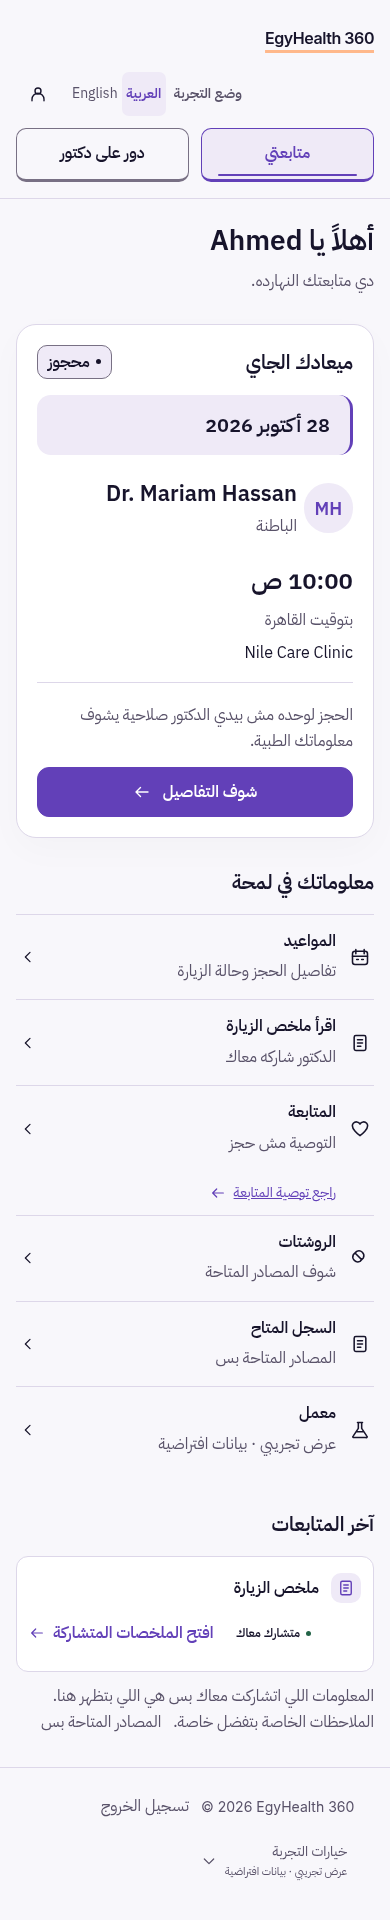 EgyHealth 360
وضع التجربة العربية English
متابعتي
دور على دكتور
أهلاً يا Ahmed
دي متابعتك النهارده.
ميعادك الجاي
• محجوز
28 أكتوبر 2026
MH
Dr. Mariam Hassan
الباطنة
10:00 ص
بتوقيت القاهرة
Nile Care Clinic
الحجز لوحده مش بيدي الدكتور صلاحية يشوف
معلوماتك الطبية.
شوف التفاصيل ←
معلوماتك في لمحة
المواعيد
تفاصيل الحجز وحالة الزيارة
اقرأ ملخص الزيارة
الدكتور شاركه معاك
المتابعة
التوصية مش حجز
راجع توصية المتابعة ←
الروشتات
شوف المصادر المتاحة
السجل المتاح
المصادر المتاحة بس
معمل
عرض تجريبي · بيانات افتراضية
آخر المتابعات
ملخص الزيارة
• متشارك معاك
افتح الملخصات المتشاركة ←
المعلومات اللي اتشاركت معاك بس هي اللي بتظهر هنا.
الملاحظات الخاصة بتفضل خاصة. المصادر المتاحة بس
© 2026 EgyHealth 360
تسجيل الخروج
خيارات التجربة
عرض تجريبي · بيانات افتراضية